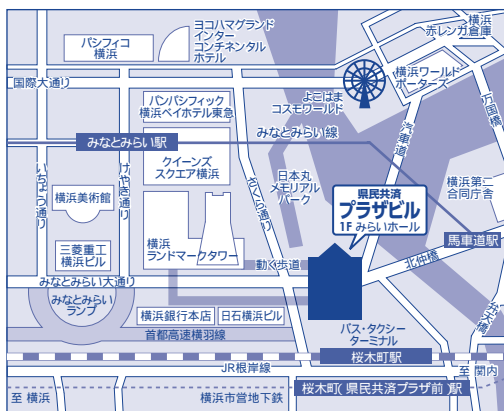 ヨコハマグランド
インター
コンチネンタル
ホテル
パシフィコ
横浜
横浜
赤レンガ倉庫
国際大通り
パンパシフィック
横浜ベイホテル東急
よこはま
コスモワールド
横浜ワールド
ポーターズ
万国橋
汽車道
みなとみらい線
みなとみらい駅
クイーンズ
スクエア横浜
いちょう通り
けやき通り
さくら通り
日本丸
メモリアル
パーク
横浜美術館
横浜第二
合同庁舎
県民共済
プラザビル
1F みらいホール
馬車道駅
三菱重工
横浜ビル
横浜
ランドマークタワー
動く歩道
北仲橋
みなとみらい大通り
みなとみらい
ランプ
横浜銀行本店
日石横浜ビル
弁天橋
首都高速横羽線
バス・タクシー
ターミナル
桜木町駅
JR根岸線
至 関内
至 横浜
横浜市営地下鉄
桜木町(県民共済プラザ前)駅